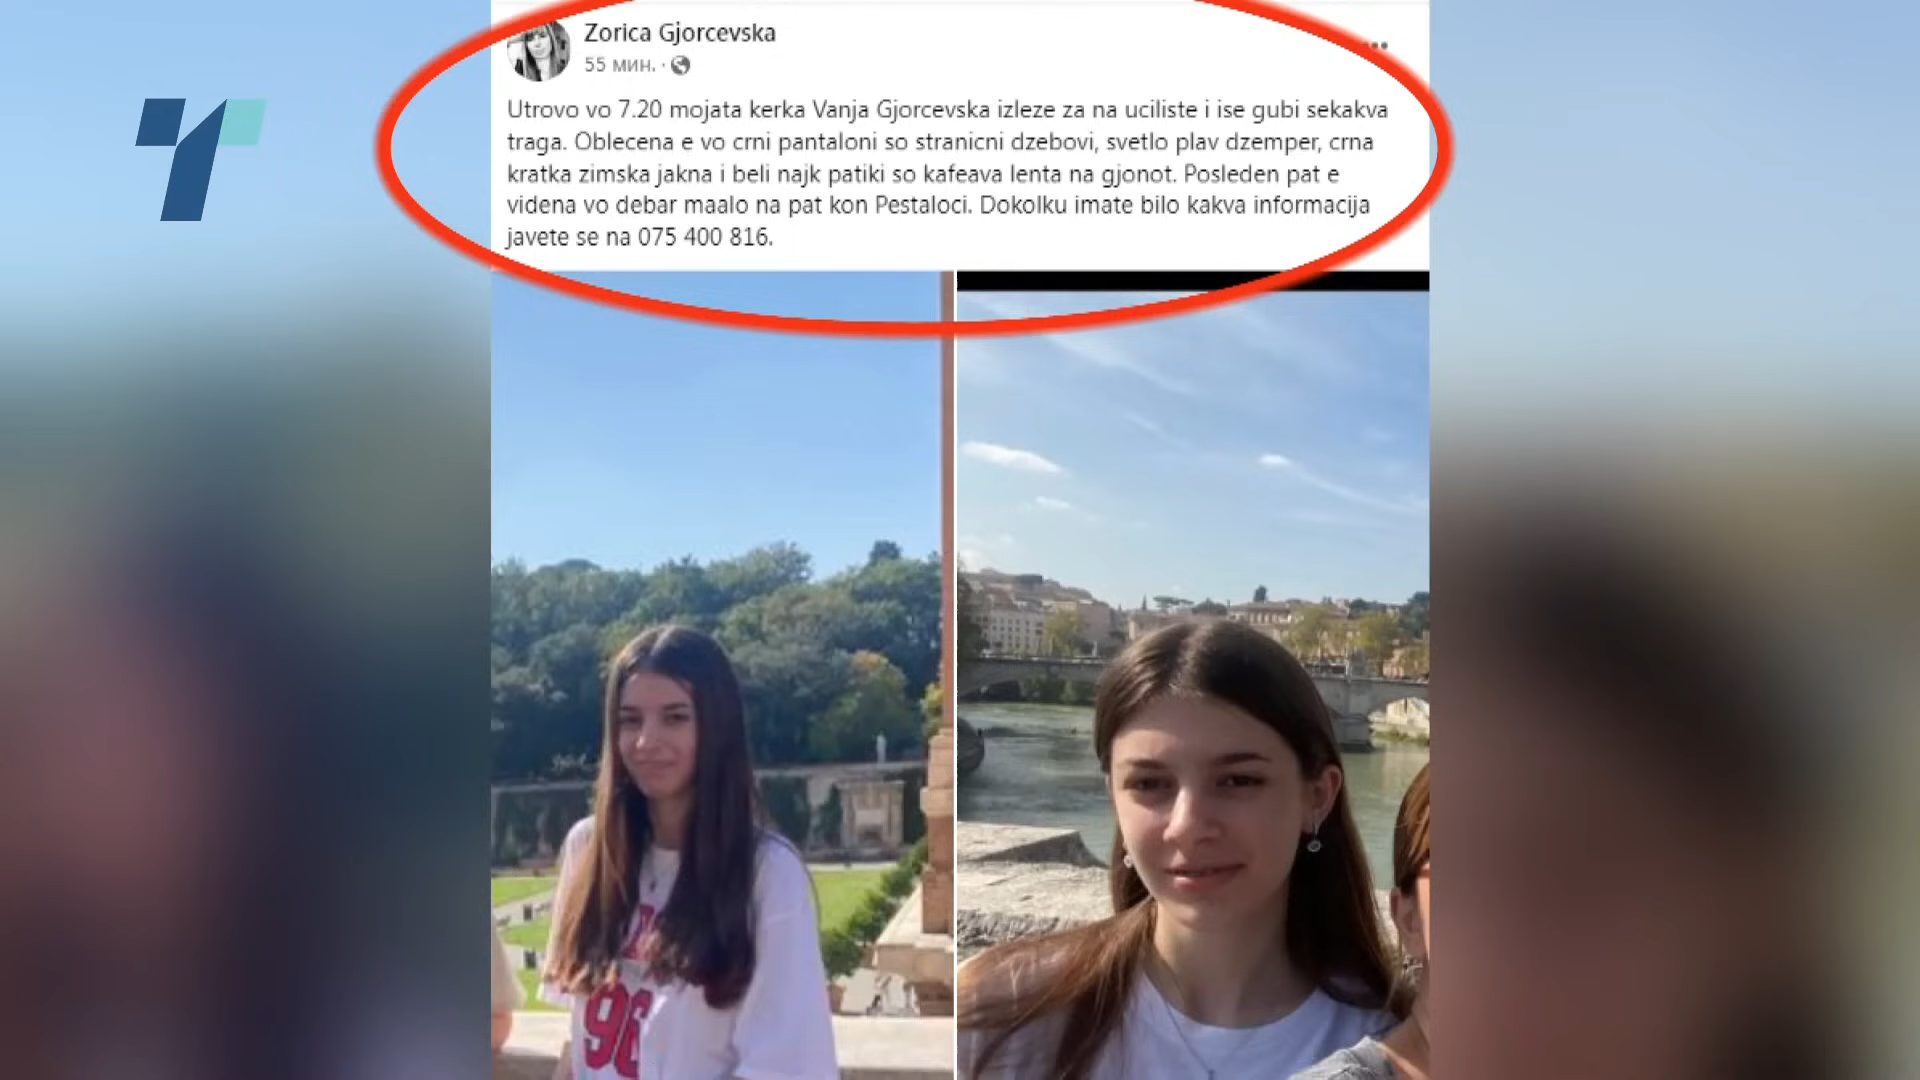 Zorica Gjorcevska
55 мин. ·
Utrovo vo 7.20 mojata kerka Vanja Gjorcevska izleze za na uciliste i ise gubi sekakva
traga. Oblecena e vo crni pantaloni so stranicni dzebovi, svetlo plav dzemper, crna
kratka zimska jakna i beli najk patiki so kafeava lenta na gjonot. Posleden pat e
videna vo debar maalo na pat kon Pestaloci. Dokolku imate bilo kakva informacija
javete se na 075 400 816.
96